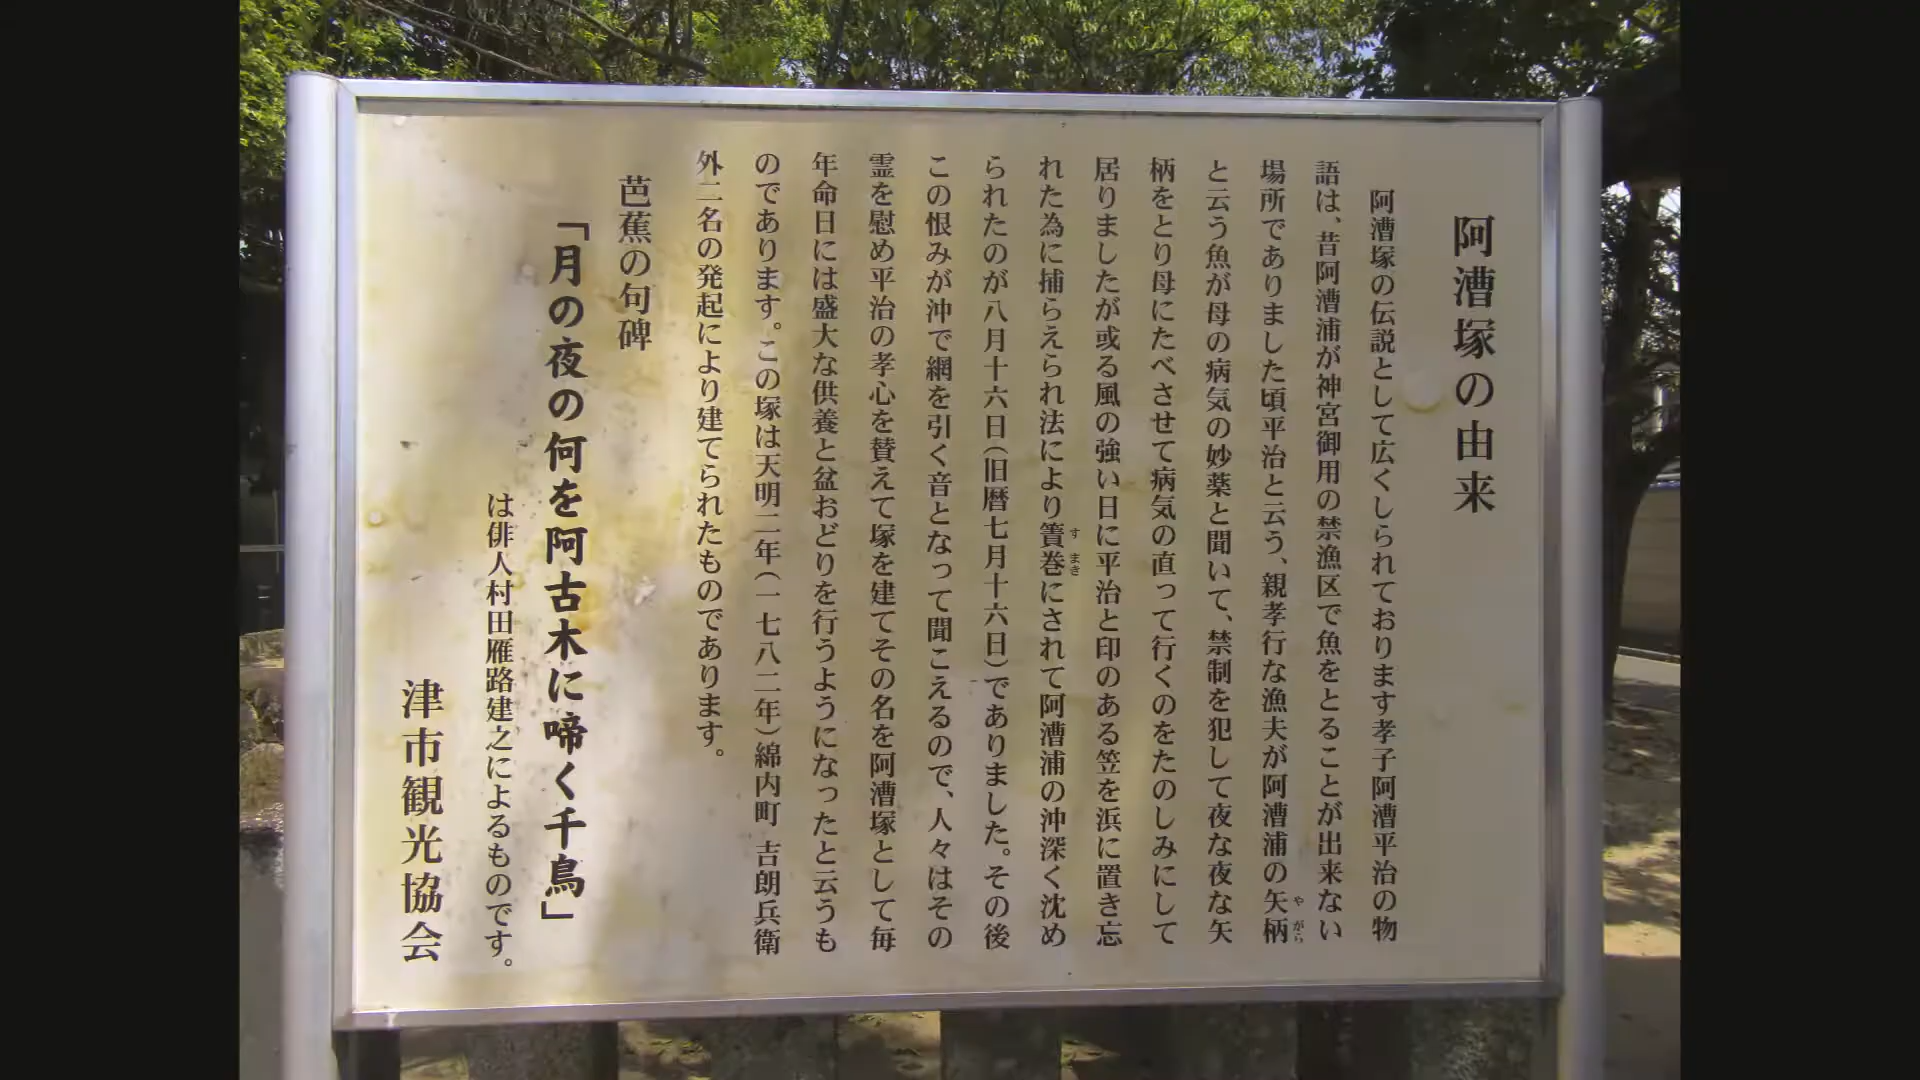 阿漕塚の由来
阿漕塚の伝説として広くしられております孝子阿漕平治の物
語は、昔阿漕浦が神宮御用の禁漁区で魚をとることが出来ない
場所でありました頃平治と云う、親孝行な漁夫が阿漕浦の矢柄
やがら
と云う魚が母の病気の妙薬と聞いて、禁制を犯して夜な夜な矢
柄をとり母にたべさせて病気の直って行くのをたのしみにして
居りましたが或る風の強い日に平治と印のある笠を浜に置き忘
れた為に捕らえられ法により簀巻にされて阿漕浦の沖深く沈め
すまき
られたのが八月十六日(旧暦七月十六日)でありました。その後
この恨みが沖で網を引く音となって聞こえるので、人々はその
霊を慰め平治の孝心を賛えて塚を建てその名を阿漕塚として毎
年命日には盛大な供養と盆おどりを行うようになったと云うも
のであります。この塚は天明二年(一七八二年)綿内町 吉朗兵衛
外二名の発起により建てられたものであります。
芭蕉の句碑
「月の夜の何を阿古木に啼く千鳥」
は俳人村田雁路建之によるものです。
津市観光協会